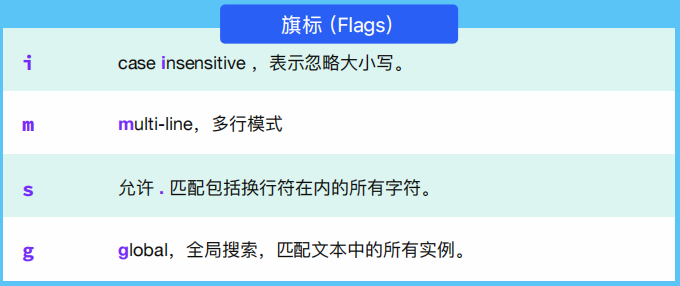 旗标 (Flags)
i case insensitive ，表示忽略大小写。
m multi-line，多行模式
s 允许 . 匹配包括换行符在内的所有字符。
g global，全局搜索，匹配文本中的所有实例。